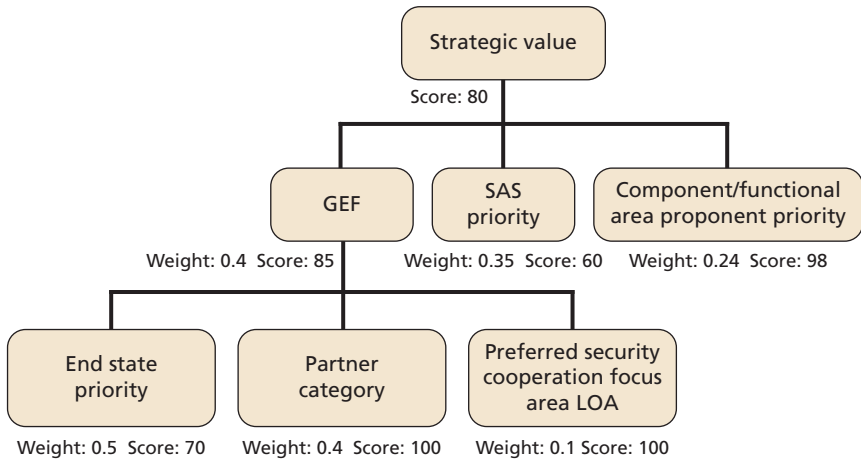 Strategic value
Score: 80
GEF
SAS
priority
Component/functional
area proponent priority
Weight: 0.4 Score: 85
Weight: 0.35 Score: 60
Weight: 0.24 Score: 98
End state
priority
Partner
category
Preferred security
cooperation focus
area LOA
Weight: 0.5 Score: 70
Weight: 0.4 Score: 100
Weight: 0.1 Score: 100